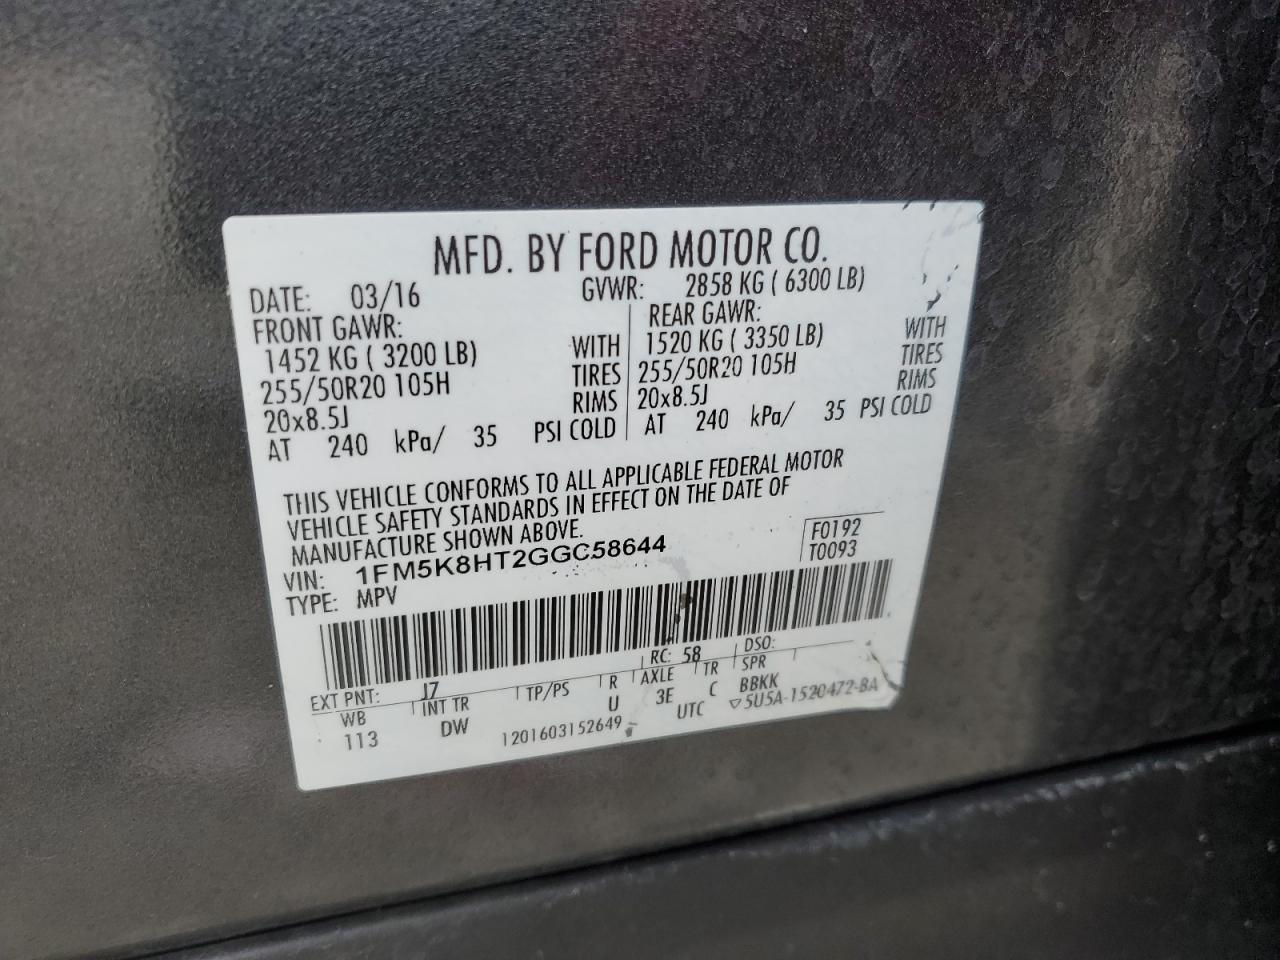 MFD. BY FORD MOTOR CO.
DATE: 03/16 GVWR: 2858 KG ( 6300 LB)
FRONT GAWR: REAR GAWR:
1452 KG ( 3200 LB) WITH 1520 KG ( 3350 LB) WITH
255/50R20 105H TIRES 255/50R20 105H TIRES
20x8.5J RIMS 20x8.5J RIMS
AT 240 kPa/ 35 PSI COLD AT 240 kPa/ 35 PSI COLD
THIS VEHICLE CONFORMS TO ALL APPLICABLE FEDERAL MOTOR
VEHICLE SAFETY STANDARDS IN EFFECT ON THE DATE OF
MANUFACTURE SHOWN ABOVE.
VIN: 1FM5K8HT2GGC58644 F0192
TYPE: MPV T0093
EXT PNT: J7 RC: 58 DSO:
WB INT TR TP/PS R AXLE TR SPR
113 DW U 3E C BBKK
1201603152649 UTC ▽5U5A-1520472-BA